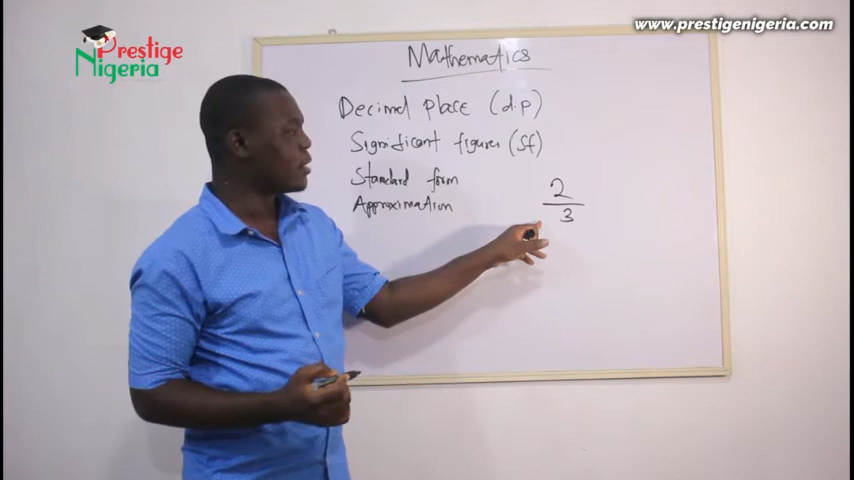 Prestige
Nigeria
www.prestigenigeria.com
Mathematics
Decimal place (d.p)
Significant figures (sf)
Standard form
Approximation
2
3